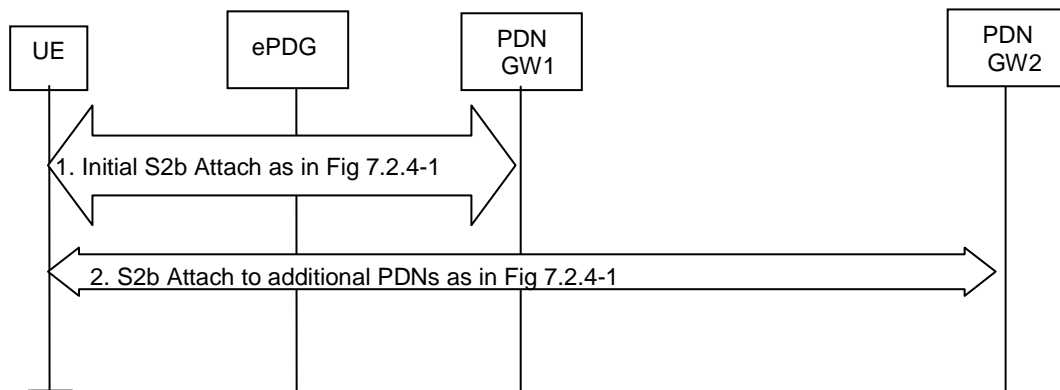 UE
ePDG
PDN
GW1
PDN
GW2
1. Initial S2b Attach as in Fig 7.2.4-1
2. S2b Attach to additional PDNs as in Fig 7.2.4-1